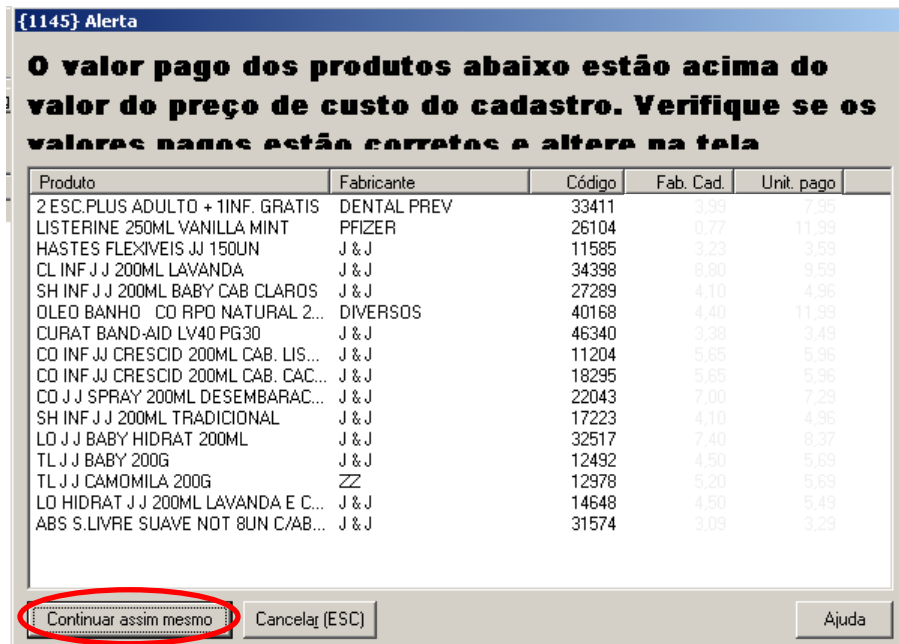 {1145} Alerta
O valor pago dos produtos abaixo estão acima do
valor do preço de custo do cadastro. Verifique se os
valores pagos estão corretos e altere na tela
Produto Fabricante Código Fab. Cad. Unit. pago
2 ESC.PLUS ADULTO + 1INF. GRATIS DENTAL PREV 33411 3,99 7,95
LISTERINE 250ML VANILLA MINT PFIZER 26104 0,77 11,99
HASTES FLEXIVEIS JJ 150UN J & J 11585 3,23 3,59
CL INF J J 200ML LAVANDA J & J 34398 8,80 9,59
SH INF J J 200ML BABY CAB CLAROS J & J 27289 4,10 4,96
OLEO BANHO CO RPO NATURAL 2... DIVERSOS 40168 4,40 11,99
CURAT BAND-AID LV40 PG30 J & J 46340 3,38 3,49
CO INF JJ CRESCID 200ML CAB. LIS... J & J 11204 5,65 5,96
CO INF JJ CRESCID 200ML CAB. CAC... J & J 18295 5,65 5,96
CO J J SPRAY 200ML DESEMBARAC... J & J 22043 7,00 7,29
SH INF J J 200ML TRADICIONAL J & J 17223 4,10 4,96
LO J J BABY HIDRAT 200ML J & J 32517 7,40 8,37
TL J J BABY 200G J & J 12492 4,50 5,69
TL J J CAMOMILA 200G ZZ 12978 5,20 5,69
LO HIDRAT J J 200ML LAVANDA E C... J & J 14648 4,50 5,49
ABS S.LIVRE SUAVE NOT 8UN C/AB... J & J 31574 3,09 3,29
Continuar assim mesmo Cancelar (ESC) Ajuda